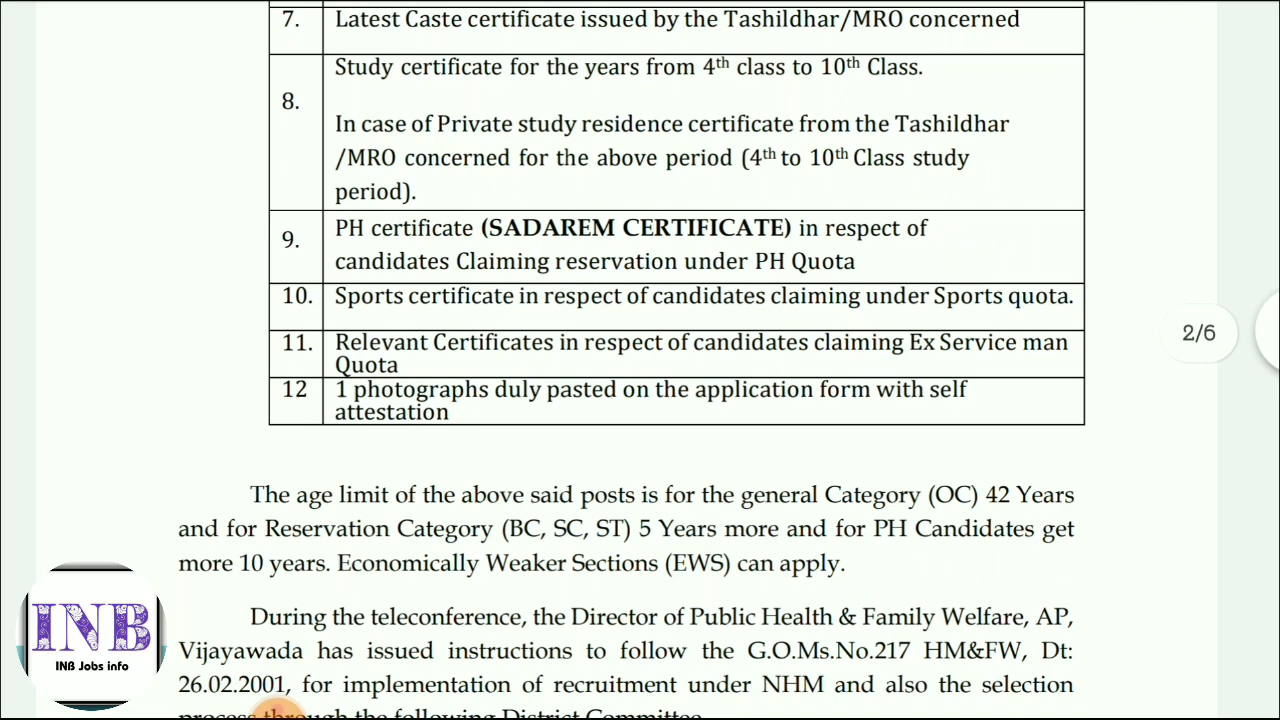 7. Latest Caste certificate issued by the Tashildhar/MRO concerned
Study certificate for the years from 4th class to 10th Class.
8.
In case of Private study residence certificate from the Tashildhar
/MRO concerned for the above period (4th to 10th Class study
period).
PH certificate (SADAREM CERTIFICATE) in respect of
9.
candidates Claiming reservation under PH Quota
10. Sports certificate in respect of candidates claiming under Sports quota.
11. Relevant Certificates in respect of candidates claiming Ex Service man
Quota
12 1 photographs duly pasted on the application form with self
attestation
2/6
The age limit of the above said posts is for the general Category (OC) 42 Years
and for Reservation Category (BC, SC, ST) 5 Years more and for PH Candidates get
more 10 years. Economically Weaker Sections (EWS) can apply.
During the teleconference, the Director of Public Health & Family Welfare, AP,
Vijayawada has issued instructions to follow the G.O.Ms.No.217 HM&FW, Dt:
26.02.2001, for implementation of recruitment under NHM and also the selection
process through the following District Committee
INB
INB Jobs info